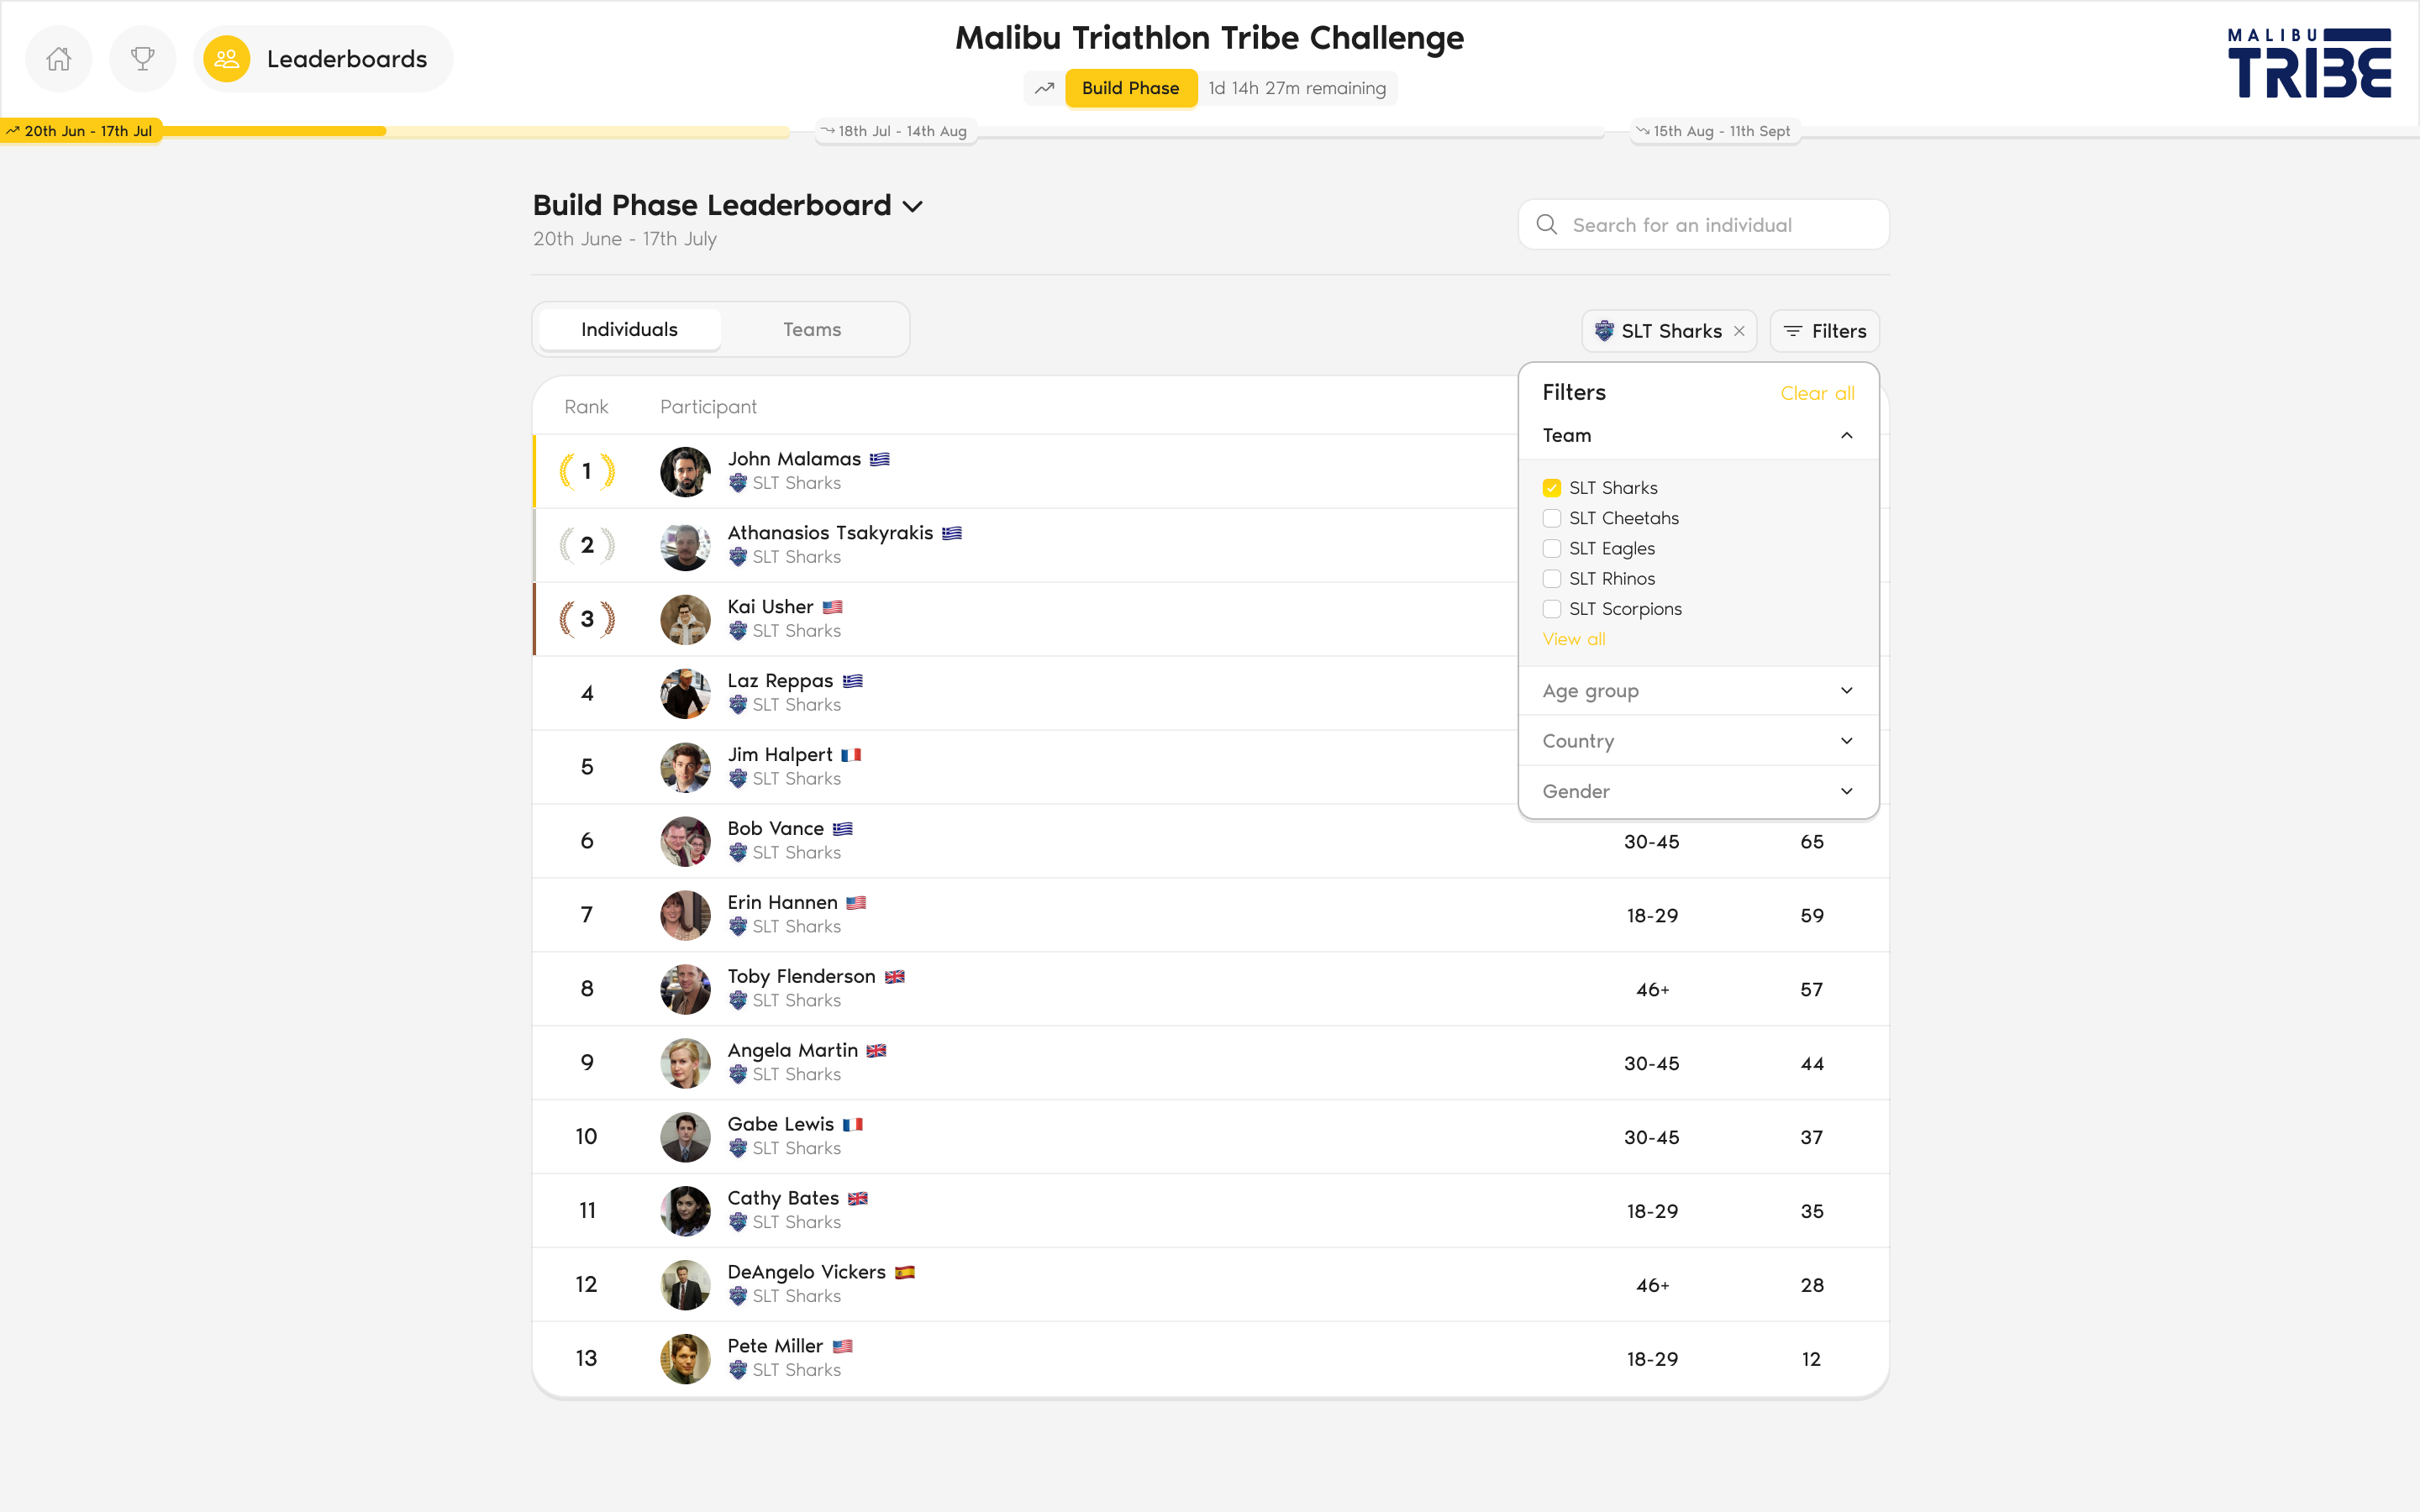 Leaderboards
Malibu Triathlon Tribe Challenge
Build Phase 1d 14h 27m remaining
MALIBU
TRIBE
20th Jun - 17th Jul
18th Jul - 14th Aug
15th Aug - 11th Sept
Build Phase Leaderboard
20th June - 17th July
Search for an individual
Individuals Teams
SLT Sharks
Filters
Rank Participant
1
John Malamas
SLT Sharks
2
Athanasios Tsakyrakis
SLT Sharks
3
Kai Usher
SLT Sharks
4
Laz Reppas
SLT Sharks
5
Jim Halpert
SLT Sharks
6
Bob Vance
SLT Sharks
30-45 65
7
Erin Hannen
SLT Sharks
18-29 59
8
Toby Flenderson
SLT Sharks
46+ 57
9
Angela Martin
SLT Sharks
30-45 44
10
Gabe Lewis
SLT Sharks
30-45 37
11
Cathy Bates
SLT Sharks
18-29 35
12
DeAngelo Vickers
SLT Sharks
46+ 28
13
Pete Miller
SLT Sharks
18-29 12
Filters Clear all
Team
SLT Sharks
SLT Cheetahs
SLT Eagles
SLT Rhinos
SLT Scorpions
View all
Age group
Country
Gender